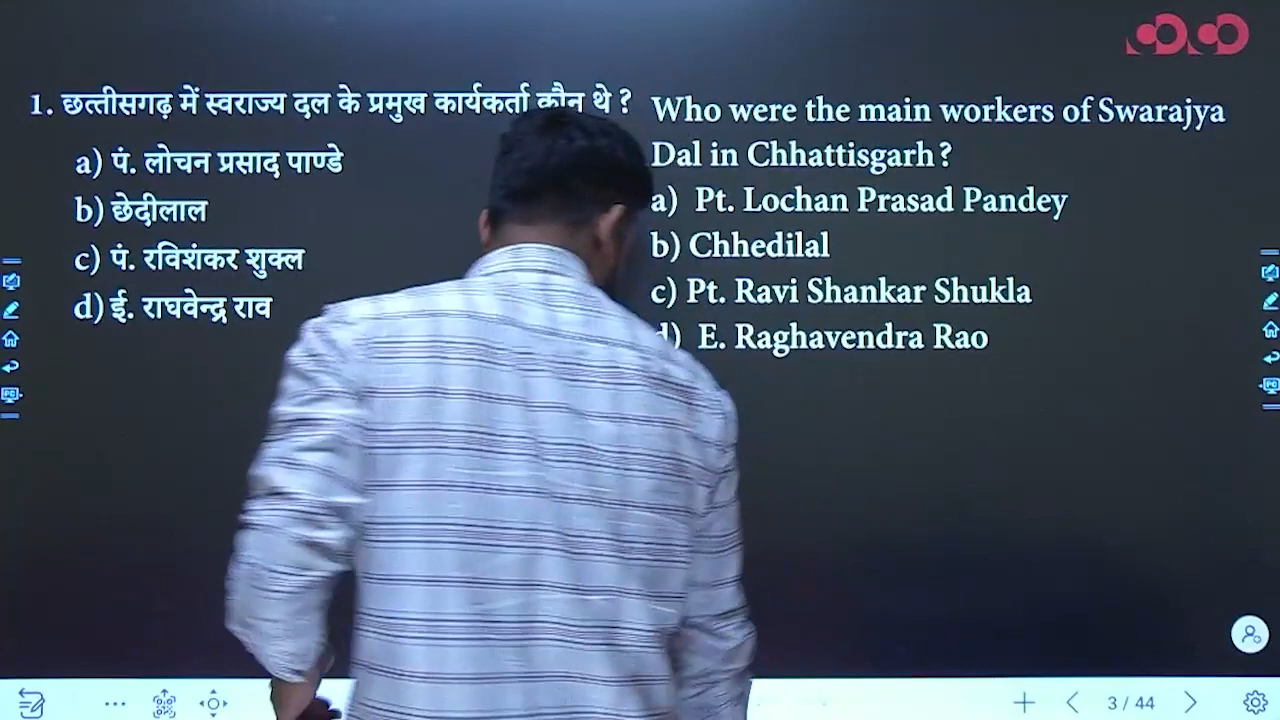 1. छत्तीसगढ़ में स्वराज्य दल के प्रमुख कार्यकर्ता कौन थे ?
a) पं. लोचन प्रसाद पाण्डे
b) छेदीलाल
c) पं. रविशंकर शुक्ल
d) ई. राघवेन्द्र राव
Who were the main workers of Swarajya
Dal in Chhattisgarh?
a) Pt. Lochan Prasad Pandey
b) Chhedilal
c) Pt. Ravi Shankar Shukla
d) E. Raghavendra Rao
3 / 44